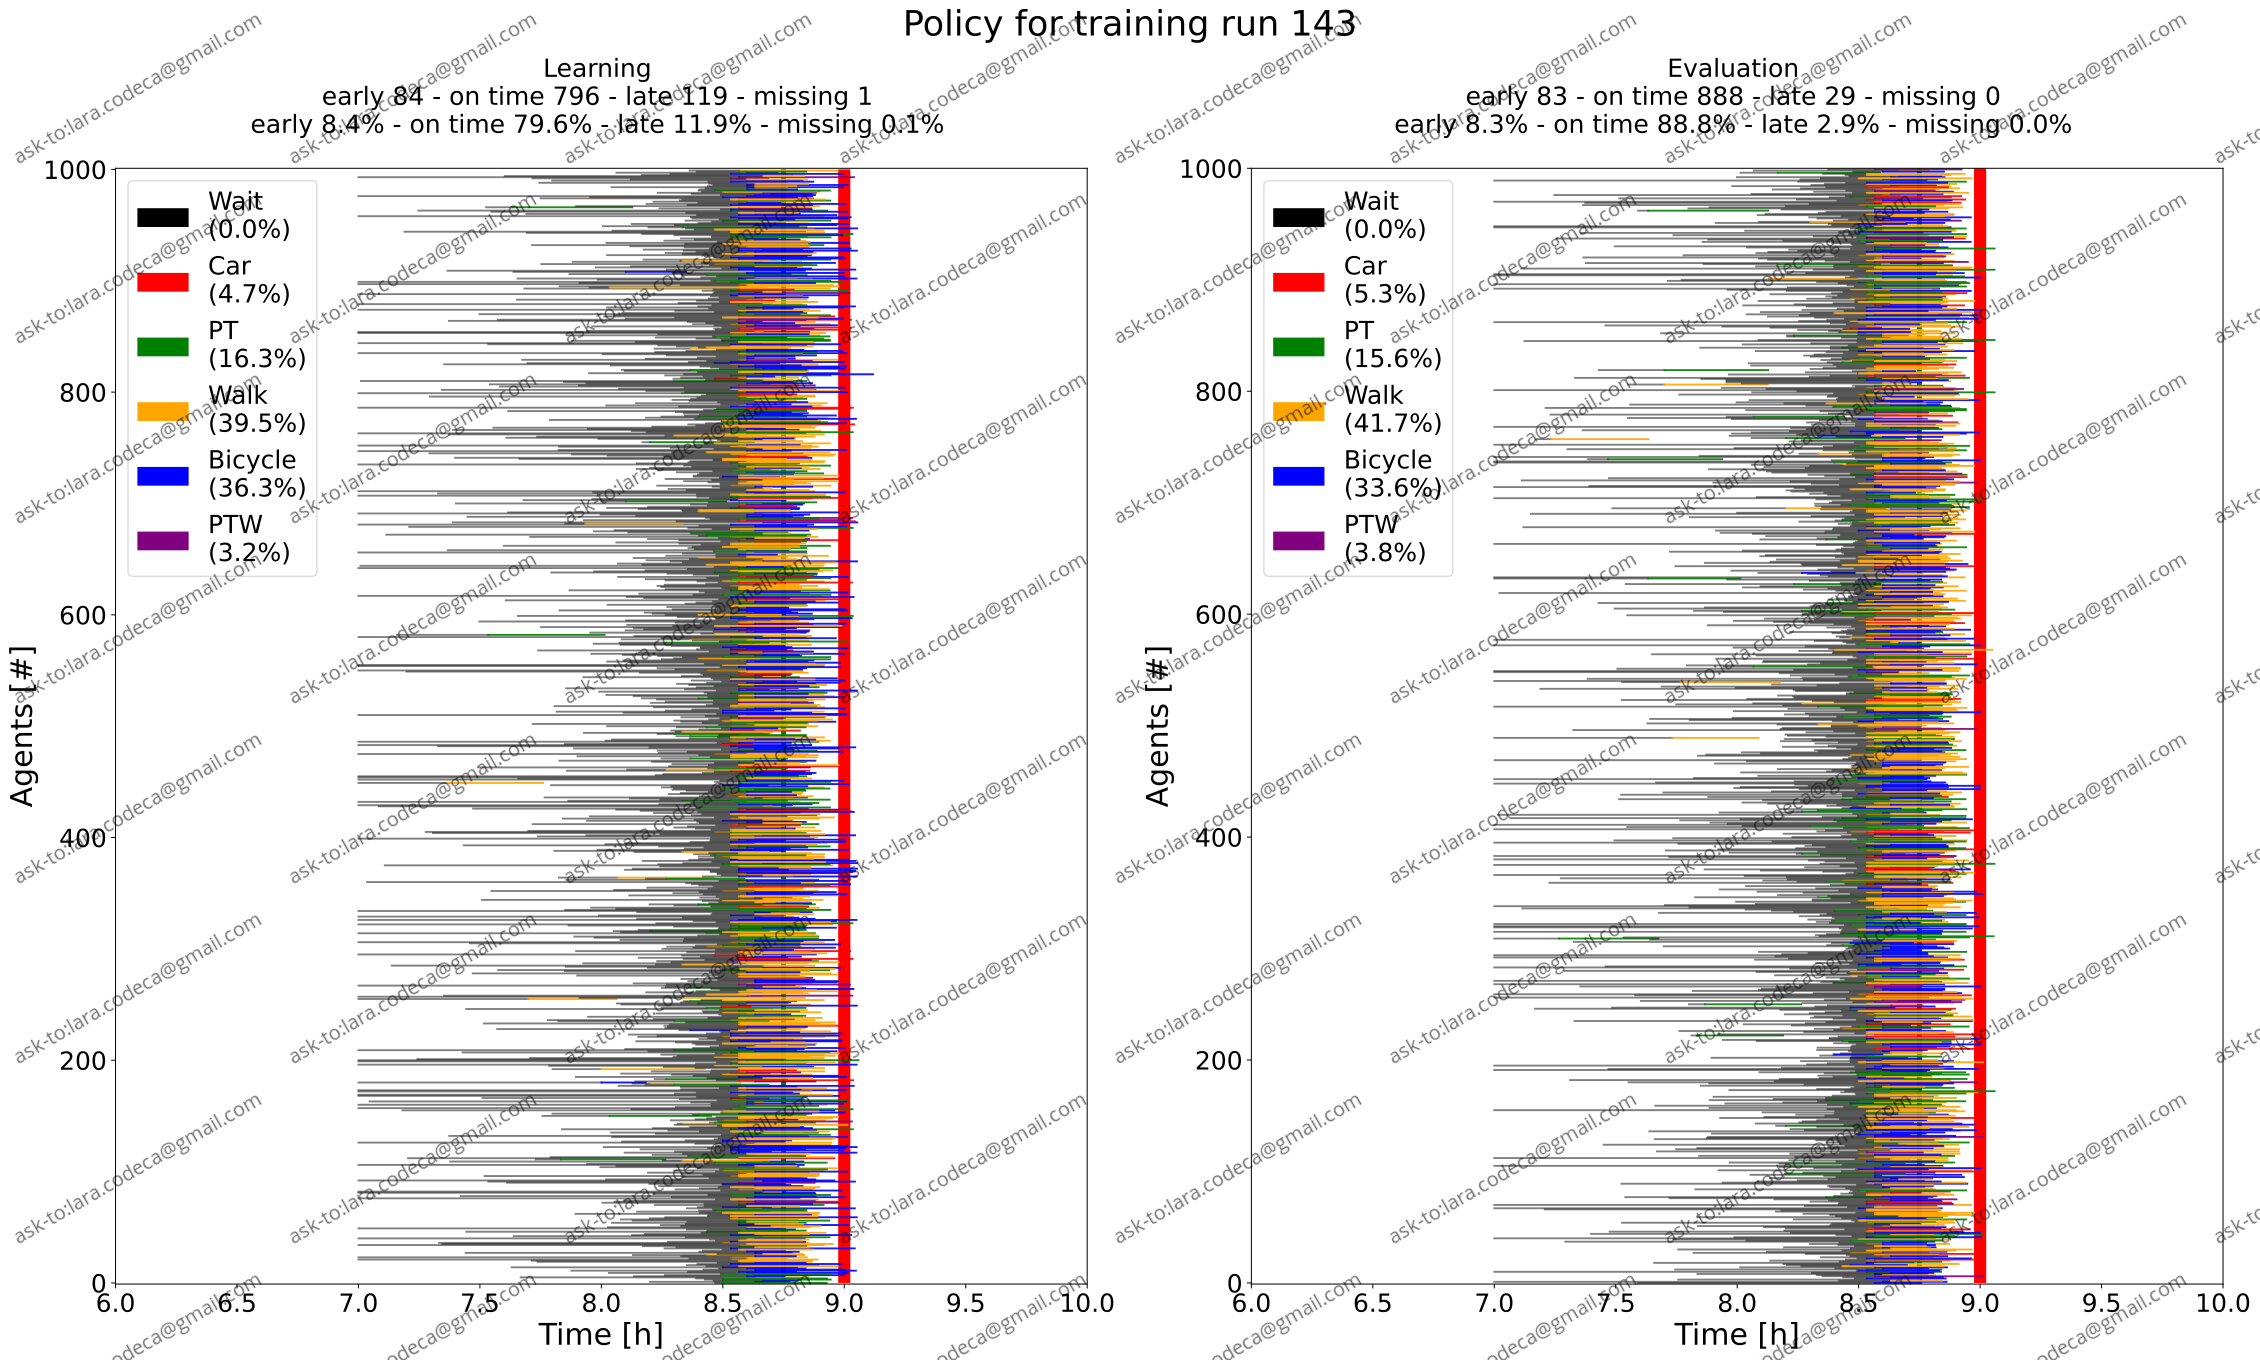 Policy for training run 143
Learning
early 84 - on time 796 - late 119 - missing 1
early 8.4% - on time 79.6% - late 11.9% - missing 0.1%
Evaluation
early 83 - on time 888 - late 29 - missing 0
early 8.3% - on time 88.8% - late 2.9% - missing 0.0%
Agents [#]
1000
800
600
400
200
0
Wait
(0.0%)
Car
(4.7%)
PT
(16.3%)
Walk
(39.5%)
Bicycle
(36.3%)
PTW
(3.2%)
6.0 6.5 7.0 7.5 8.0 8.5 9.0 9.5 10.0
Time [h]
Agents [#]
1000
800
600
400
200
0
Wait
(0.0%)
Car
(5.3%)
PT
(15.6%)
Walk
(41.7%)
Bicycle
(33.6%)
PTW
(3.8%)
6.0 6.5 7.0 7.5 8.0 8.5 9.0 9.5 10.0
Time [h]
ask-to:lara.codeca@gmail.com